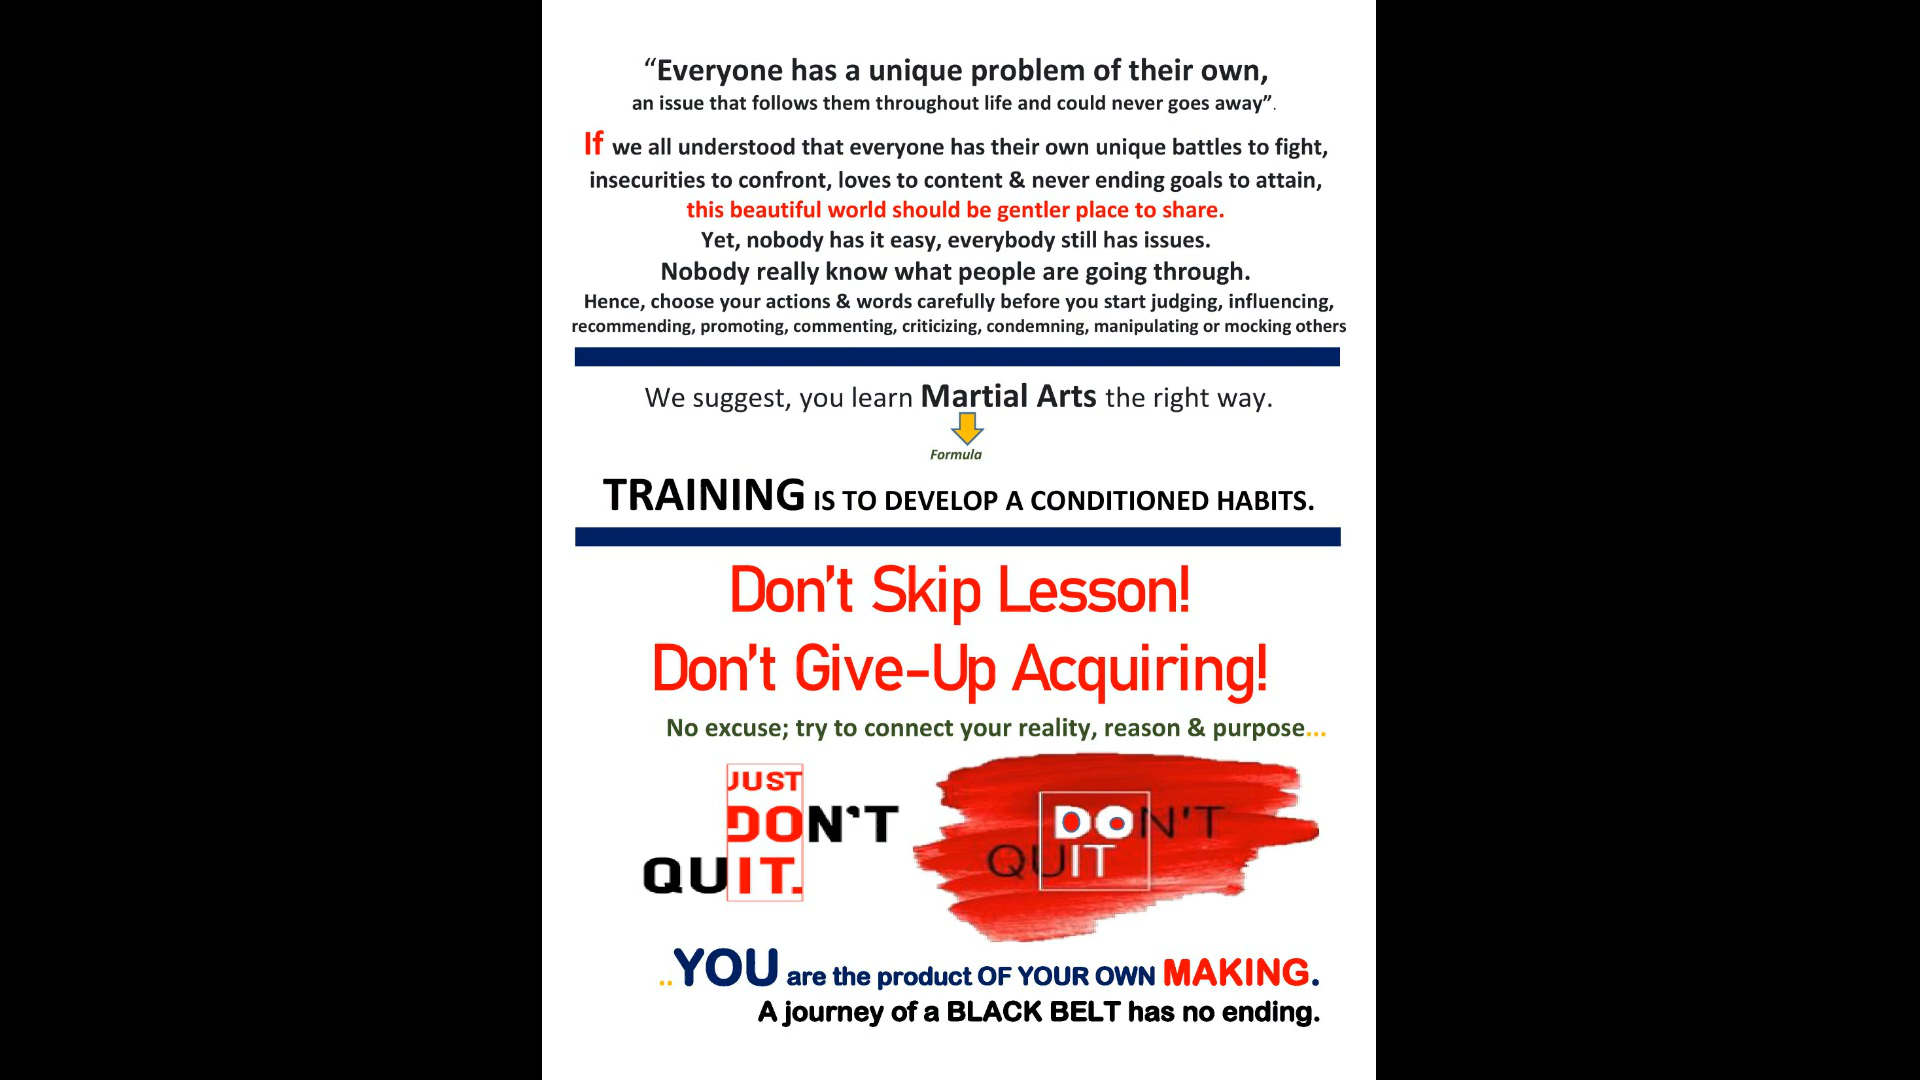 “Everyone has a unique problem of their own,
an issue that follows them throughout life and could never goes away”.
If we all understood that everyone has their own unique battles to fight,
insecurities to confront, loves to content & never ending goals to attain,
this beautiful world should be gentler place to share.
Yet, nobody has it easy, everybody still has issues.
Nobody really know what people are going through.
Hence, choose your actions & words carefully before you start judging, influencing,
recommending, promoting, commenting, criticizing, condemning, manipulating or mocking others
We suggest, you learn Martial Arts the right way.
Formula
TRAINING IS TO DEVELOP A CONDITIONED HABITS.
Don't Skip Lesson!
Don't Give-Up Acquiring!
No excuse; try to connect your reality, reason & purpose...
JUST
DON'T
QUIT.
DON'T
QUIT
..YOU are the product OF YOUR OWN MAKING.
A journey of a BLACK BELT has no ending.